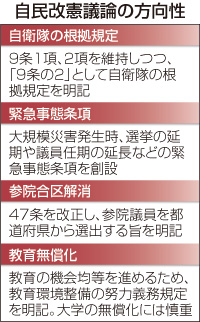 自民改憲議論の方向性
自衛隊の根拠規定
9条1項、2項を維持しつつ、
「9条の2」として自衛隊の根
拠規定を明記
緊急事態条項
大規模災害発生時、選挙の延
期や議員任期の延長などの緊
急事態条項を創設
参院合区解消
47条を改正し、参院議員を都
道府県から選出する旨を明記
教育無償化
教育の機会均等を進めるため、
教育環境整備の努力義務規定
を明記。大学の無償化には慎重